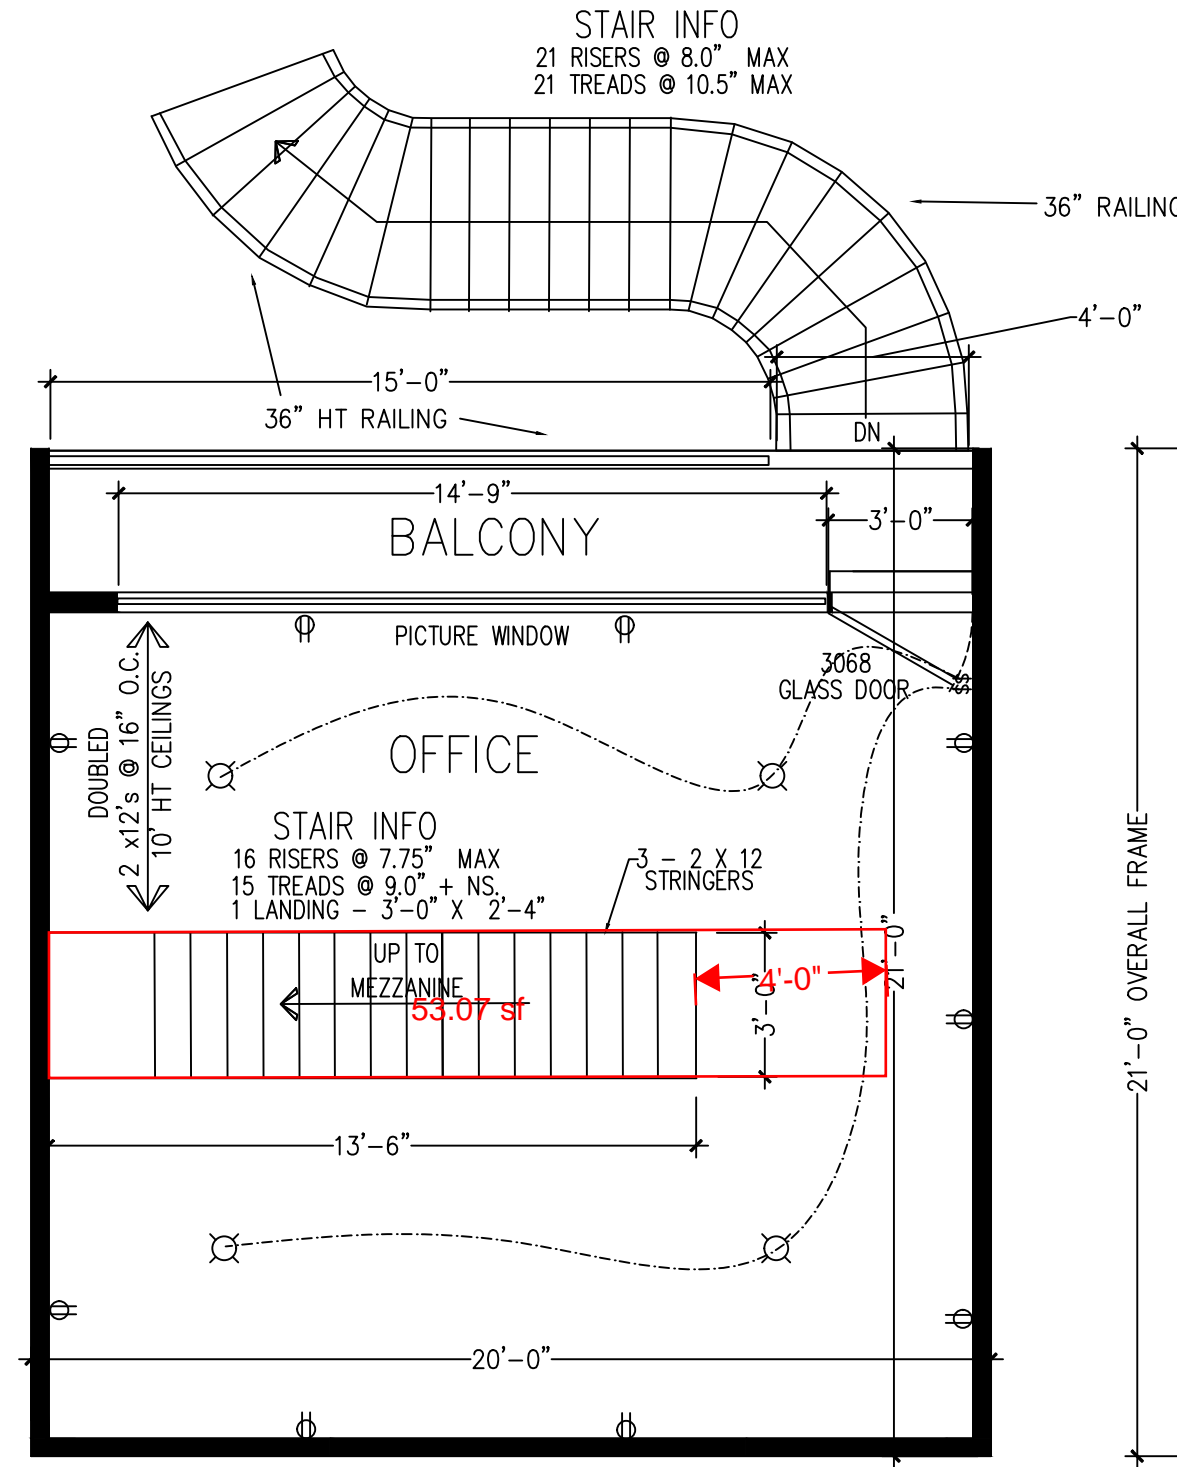 STAIR INFO
21 RISERS @ 8.0" MAX
21 TREADS @ 10.5" MAX
36" RAILING
4'-0"
15'-0"
36" HT RAILING
DN
14'-9"
BALCONY
3'-0"
PICTURE WINDOW
3068
GLASS DOOR
SS
DOUBLED
2 x12's @ 16" O.C.
10' HT CEILINGS
OFFICE
STAIR INFO
16 RISERS @ 7.75" MAX
15 TREADS @ 9.0" + NS.
1 LANDING - 3'-0" X 2'-4"
3 - 2 X 12
STRINGERS
UP TO
MEZZANINE
53.07 sf
4'-0"
3'-0"
21'-0"
21'-0" OVERALL FRAME
13'-6"
20'-0"